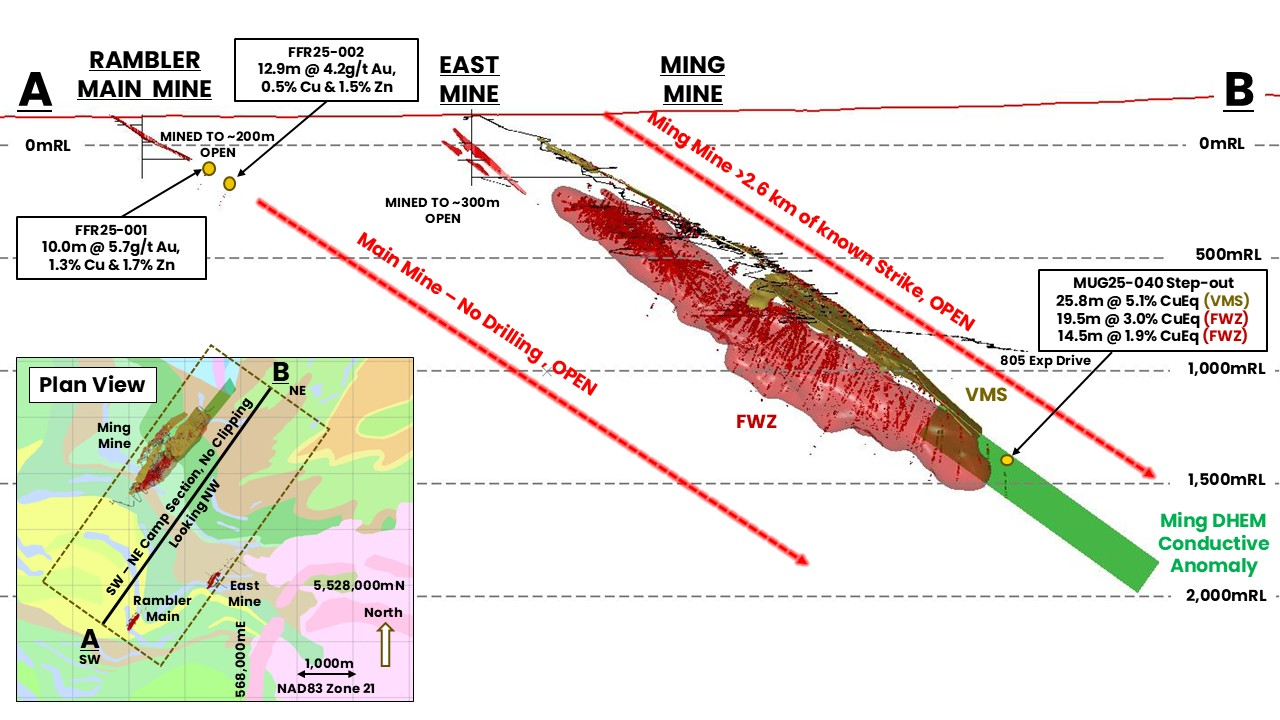 A
RAMBLER
MAIN MINE
FFR25-002
12.9m @ 4.2g/t Au,
0.5% Cu & 1.5% Zn
EAST
MINE
MING
MINE
B
0mRL
MINED TO ~200m
OPEN
0mRL
FFR25-001
10.0m @ 5.7g/t Au,
1.3% Cu & 1.7% Zn
MINED TO ~300m
OPEN
Ming Mine >2.6 km of known Strike, OPEN
Main Mine – No Drilling, OPEN
500mRL
MUG25-040 Step-out
25.8m @ 5.1% CuEq (VMS)
19.5m @ 3.0% CuEq (FWZ)
14.5m @ 1.9% CuEq (FWZ)
805 Exp Drive
1,000mRL
VMS
FWZ
1,500mRL
Ming DHEM
Conductive
Anomaly
2,000mRL
Plan View
B
NE
Ming
Mine
SW – NE Camp Section, No Clipping
Looking NW
Rambler
Main
East
Mine
A
SW
5,528,000mN
568,000mE
North
1,000m
NAD83 Zone 21